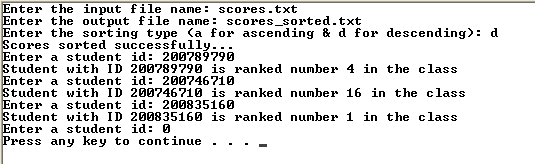 Enter the input file name: scores.txt
Enter the output file name: scores_sorted.txt
Enter the sorting type (a for ascending & d for descending): d
Scores sorted successfully...
Enter a student id: 200789790
Student with ID 200789790 is ranked number 4 in the class
Enter a student id: 200746710
Student with ID 200746710 is ranked number 16 in the class
Enter a student id: 200835160
Student with ID 200835160 is ranked number 1 in the class
Enter a student id: 0
Press any key to continue . . . _